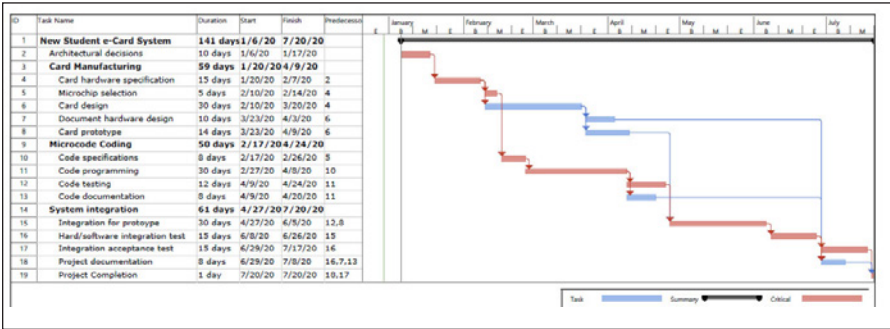 ID Task Name Duration Start Finish Predecesso January February March April May June July
E B M E B M E B M E B M E B M E B M E B M
1 New Student e-Card System 141 days 1/6/20 7/20/20
2 Architectural decisions 10 days 1/6/20 1/17/20
3 Card Manufacturing 59 days 1/20/20 4/9/20
4 Card hardware specification 15 days 1/20/20 2/7/20 2
5 Microchip selection 5 days 2/10/20 2/14/20 4
6 Card design 30 days 2/10/20 3/20/20 4
7 Document hardware design 10 days 3/23/20 4/3/20 6
8 Card prototype 14 days 3/23/20 4/9/20 6
9 Microcode Coding 50 days 2/17/20 4/24/20
10 Code specifications 8 days 2/17/20 2/26/20 5
11 Code programming 30 days 2/27/20 4/8/20 10
12 Code testing 12 days 4/9/20 4/24/20 11
13 Code documentation 8 days 4/9/20 4/20/20 11
14 System integration 61 days 4/27/20 7/20/20
15 Integration for protoype 30 days 4/27/20 6/5/20 12,8
16 Hard/software integration test 15 days 6/8/20 6/26/20 15
17 Integration acceptance test 15 days 6/29/20 7/17/20 16
18 Project documentation 8 days 6/29/20 7/8/20 16,7,13
19 Project Completion 1 day 7/20/20 7/20/20 18,17
Task Summary Critical